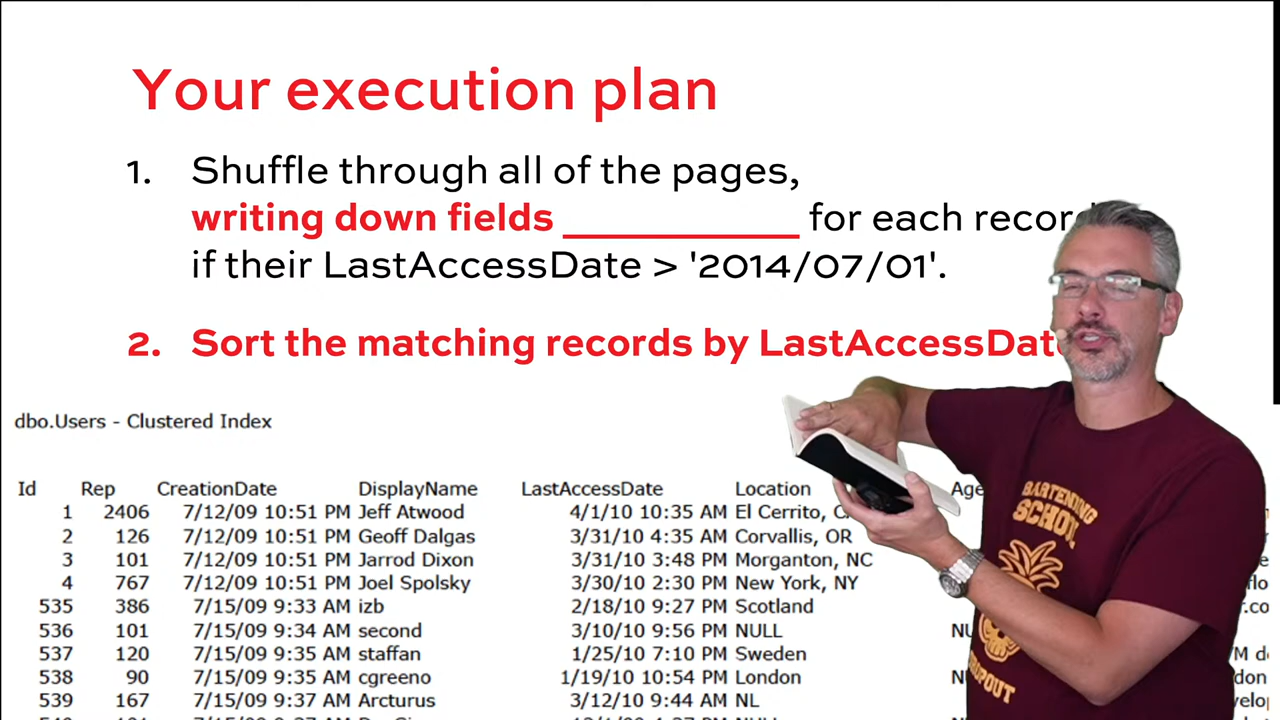 Your execution plan
1. Shuffle through all of the pages,
writing down fields ___________ for each record
if their LastAccessDate > '2014/07/01'.
2. Sort the matching records by LastAccessDate
dbo.Users - Clustered Index
Id Rep CreationDate DisplayName LastAccessDate Location Age
1 2406 7/12/09 10:51 PM Jeff Atwood 4/1/10 10:35 AM El Cerrito,
2 126 7/12/09 10:51 PM Geoff Dalgas 3/31/10 4:35 AM Corvallis, OR
3 101 7/12/09 10:51 PM Jarrod Dixon 3/31/10 3:48 PM Morganton, NC
4 767 7/12/09 10:51 PM Joel Spolsky 3/30/10 2:30 PM New York, NY
535 386 7/15/09 9:33 AM izb 2/18/10 9:27 PM Scotland
536 101 7/15/09 9:34 AM second 3/10/10 9:56 PM NULL
537 120 7/15/09 9:35 AM staffan 1/25/10 7:10 PM Sweden
538 90 7/15/09 9:35 AM cgreeno 1/19/10 10:54 PM London
539 167 7/15/09 9:37 AM Arcturus 3/12/10 9:44 AM NL
BARTENDING
SCHOOL
DROPOUT